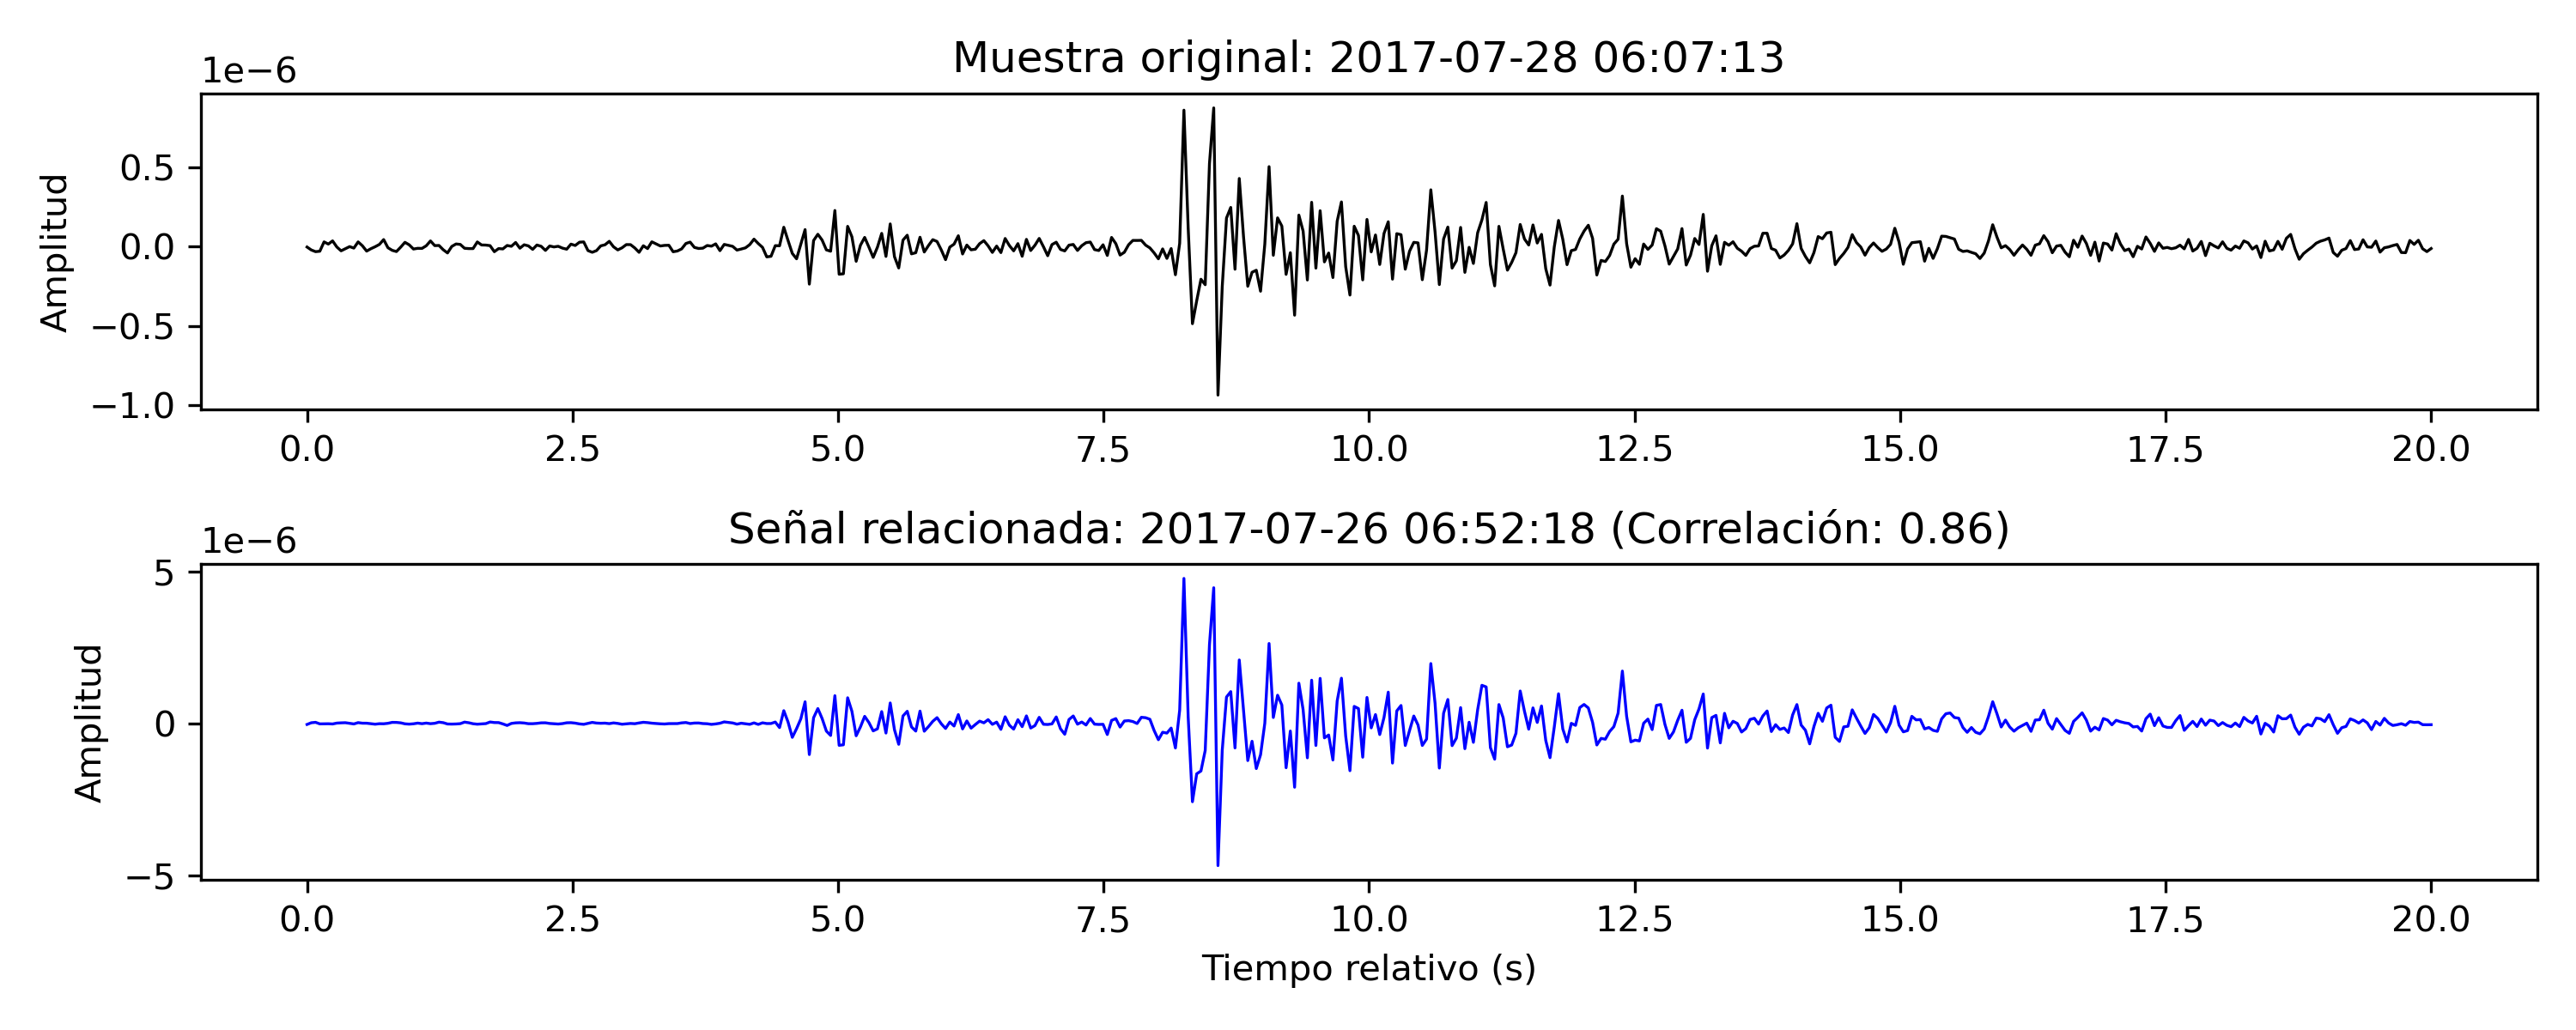 Muestra original: 2017-07-28 06:07:13
1e−6
Amplitud
0.5
0.0
−0.5
−1.0
0.0 2.5 5.0 7.5 10.0 12.5 15.0 17.5 20.0
Señal relacionada: 2017-07-26 06:52:18 (Correlación: 0.86)
1e−6
Amplitud
5
0
−5
0.0 2.5 5.0 7.5 10.0 12.5 15.0 17.5 20.0
Tiempo relativo (s)